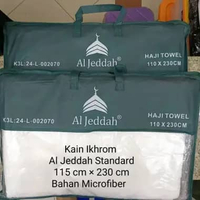 Al Jeddah
K3L:24-L-002070
HAJI TOWEL
110 X 230CM
Al Jeddah
K3L:24-L-002070
HAJI TOWEL
110 X 230CM
Kain Ikhrom
Al Jeddah Standard
115 cm × 230 cm
Bahan Microfiber